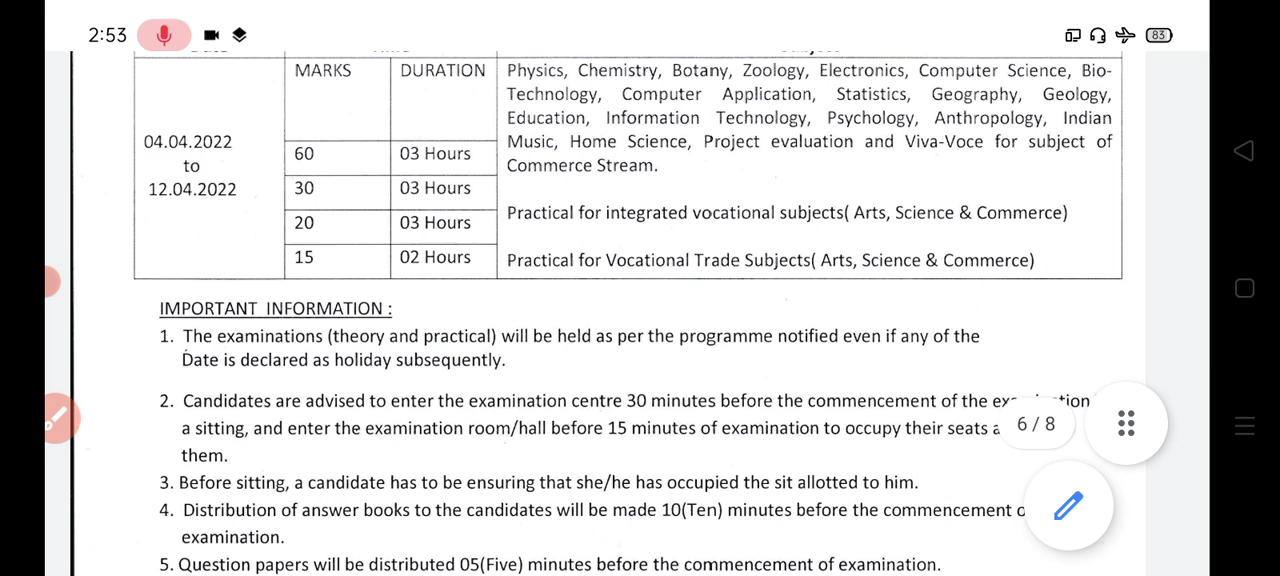 2:53
83
MARKS DURATION Physics, Chemistry, Botany, Zoology, Electronics, Computer Science, Bio-
Technology, Computer Application, Statistics, Geography, Geology,
Education, Information Technology, Psychology, Anthropology, Indian
Music, Home Science, Project evaluation and Viva-Voce for subject of
Commerce Stream.
04.04.2022
to
12.04.2022
60 03 Hours
30 03 Hours
20 03 Hours
15 02 Hours
Practical for integrated vocational subjects( Arts, Science & Commerce)
Practical for Vocational Trade Subjects( Arts, Science & Commerce)
IMPORTANT INFORMATION :
1. The examinations (theory and practical) will be held as per the programme notified even if any of the
Date is declared as holiday subsequently.
2. Candidates are advised to enter the examination centre 30 minutes before the commencement of the
a sitting, and enter the examination room/hall before 15 minutes of examination to occupy their seats
them.
6 / 8
3. Before sitting, a candidate has to be ensuring that she/he has occupied the sit allotted to him.
4. Distribution of answer books to the candidates will be made 10(Ten) minutes before the commencement
examination.
5. Question papers will be distributed 05(Five) minutes before the commencement of examination.